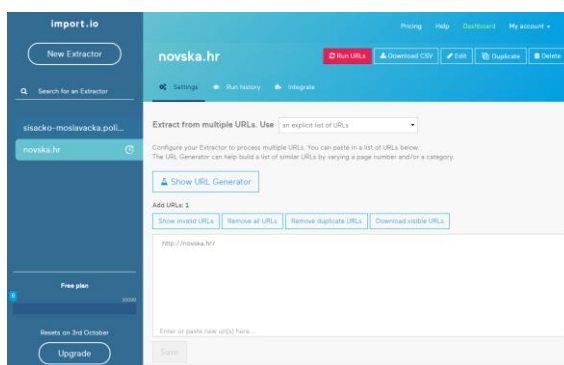 import.io
New Extractor
Search for an Extractor
sisacko-moslavacka.poli...
novska.hr
Free plan
Resets on 3rd October
Upgrade
Pricing Help Dashboard My account
novska.hr
Run URLs Download CSV Edit Duplicate Delete
Settings Run history Integrate
Extract from multiple URLs. Use an explicit list of URLs
Configure your Extractor to process multiple URLs. You can paste in a list of URLs below.
The URL Generator can help build a list of similar URLs by varying a page number and/or a category.
Show URL Generator
Add URLs: 1
Show invalid URLs Remove all URLs Remove duplicate URLs Download visible URLs
http://novska.hr/
Enter or paste new url(s) here...
Save